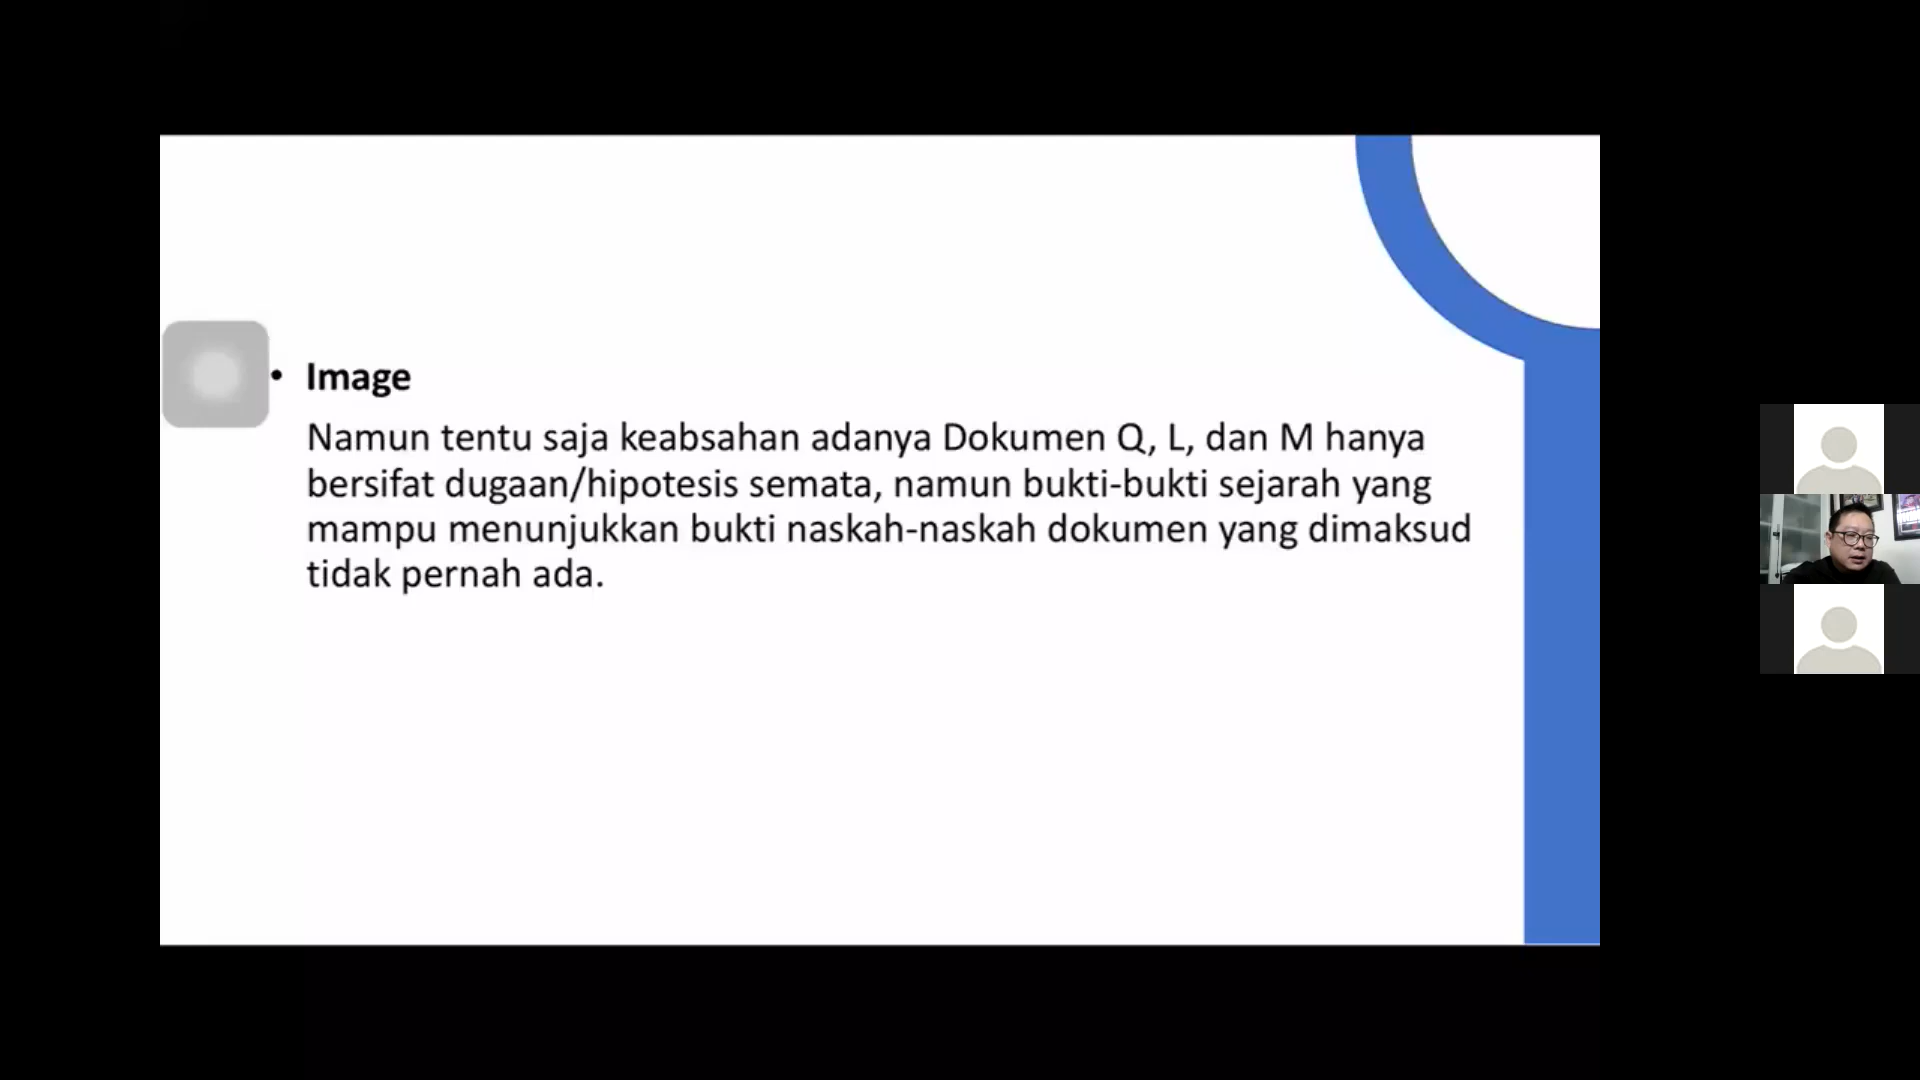 • Image
Namun tentu saja keabsahan adanya Dokumen Q, L, dan M hanya
bersifat dugaan/hipotesis semata, namun bukti-bukti sejarah yang
mampu menunjukkan bukti naskah-naskah dokumen yang dimaksud
tidak pernah ada.